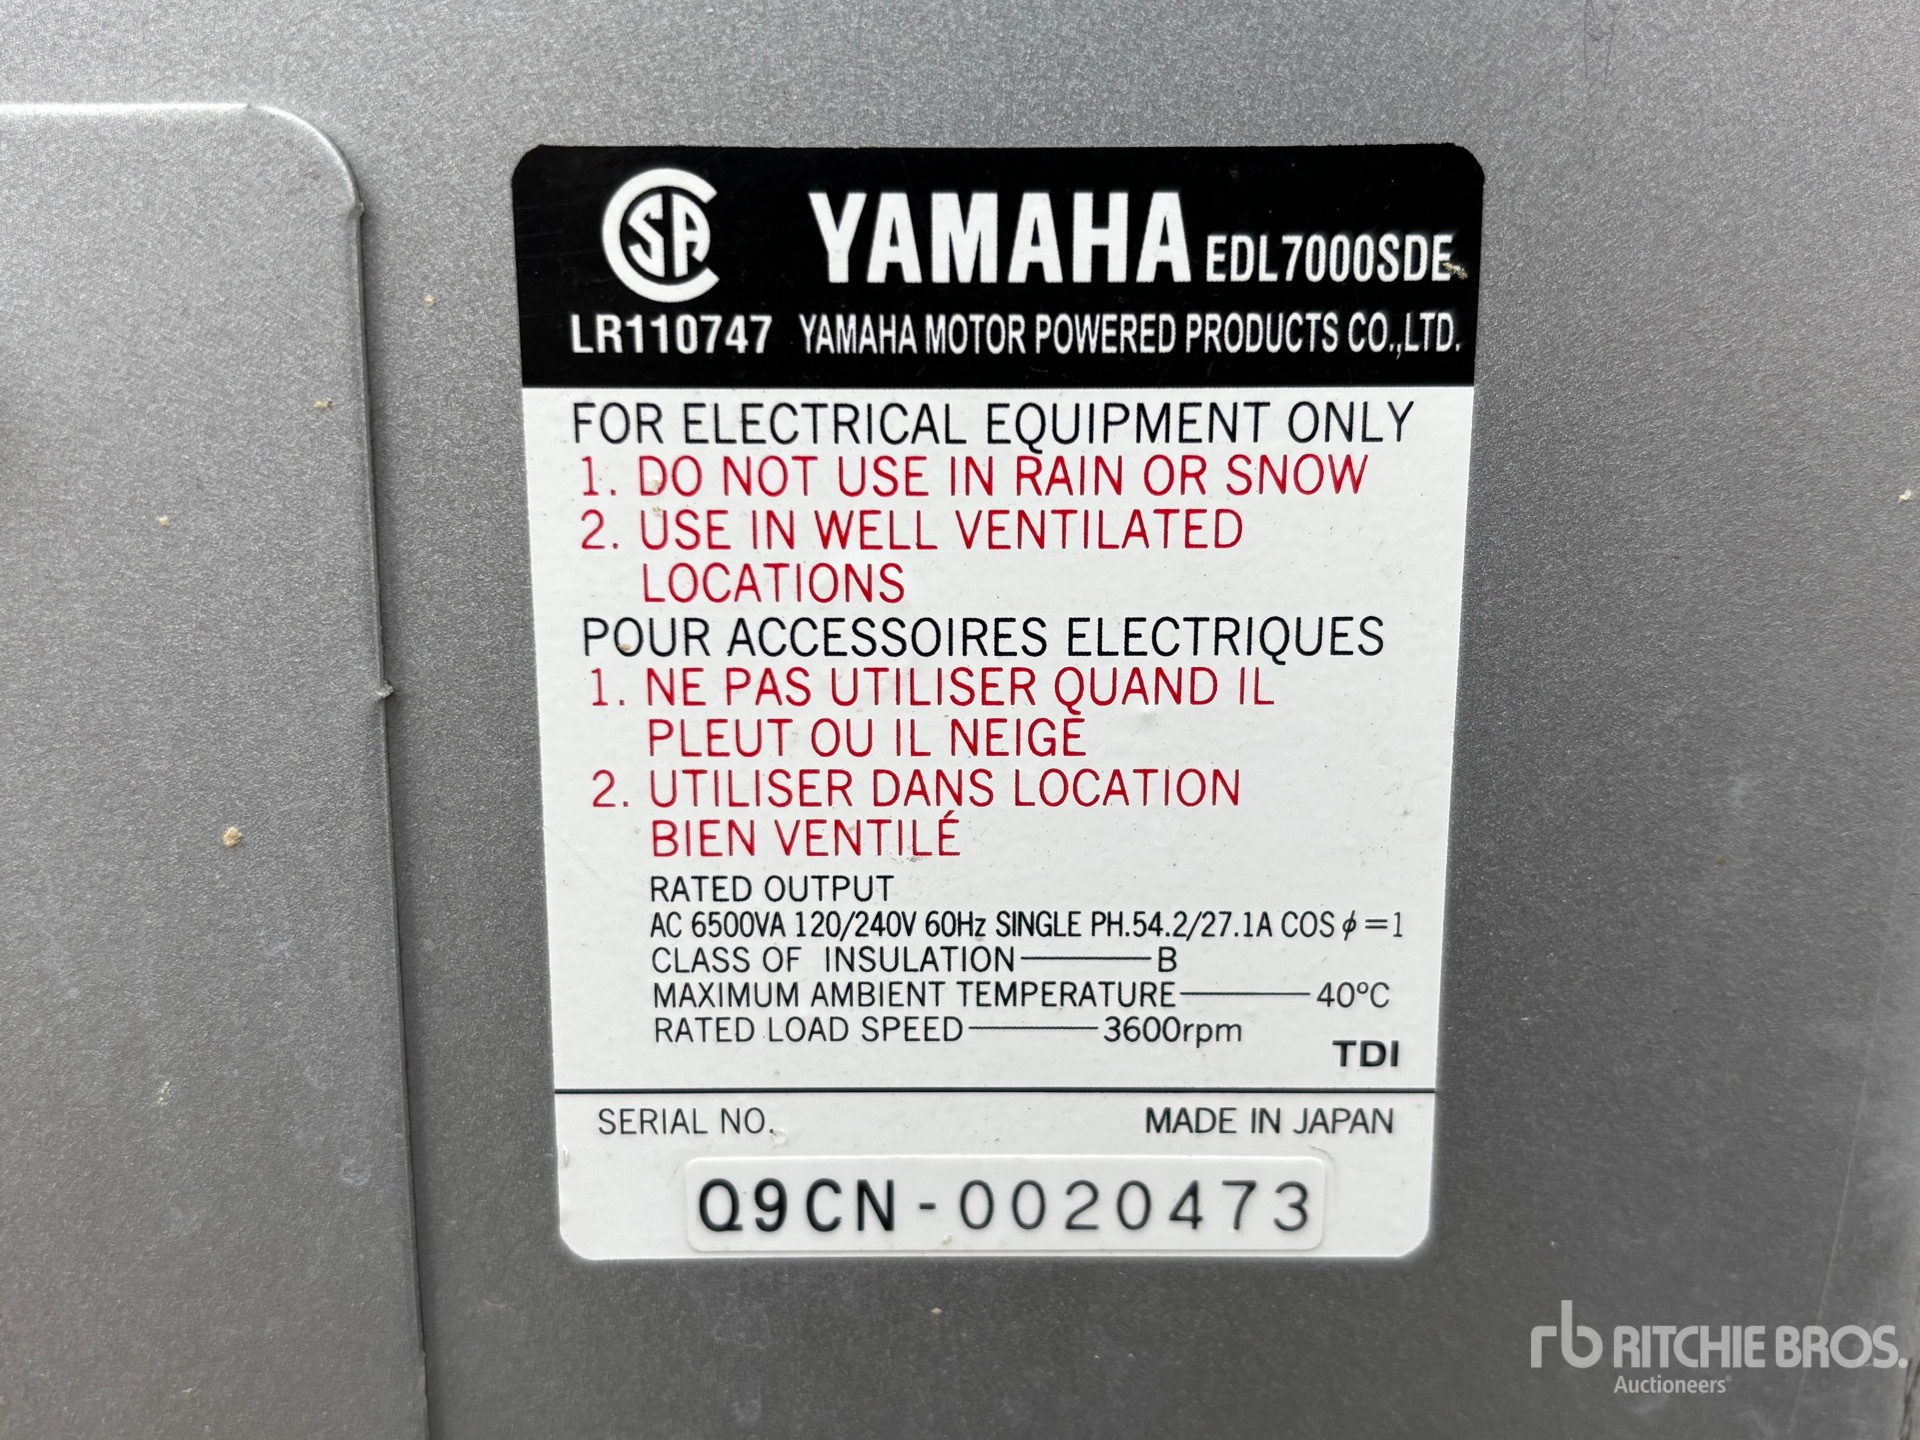 CSA YAMAHA EDL7000SDE
LR110747 YAMAHA MOTOR POWERED PRODUCTS CO.,LTD.
FOR ELECTRICAL EQUIPMENT ONLY
1. DO NOT USE IN RAIN OR SNOW
2. USE IN WELL VENTILATED
LOCATIONS
POUR ACCESSOIRES ELECTRIQUES
1. NE PAS UTILISER QUAND IL
PLEUT OU IL NEIGE
2. UTILISER DANS LOCATION
BIEN VENTILÉ
RATED OUTPUT
AC 6500VA 120/240V 60Hz SINGLE PH.54.2/27.1A COS ϕ=1
CLASS OF INSULATION—B
MAXIMUM AMBIENT TEMPERATURE—40°C
RATED LOAD SPEED—3600rpm
TDI
SERIAL NO. MADE IN JAPAN
Q9CN-0020473
rb RITCHIE BROS.
Auctioneers